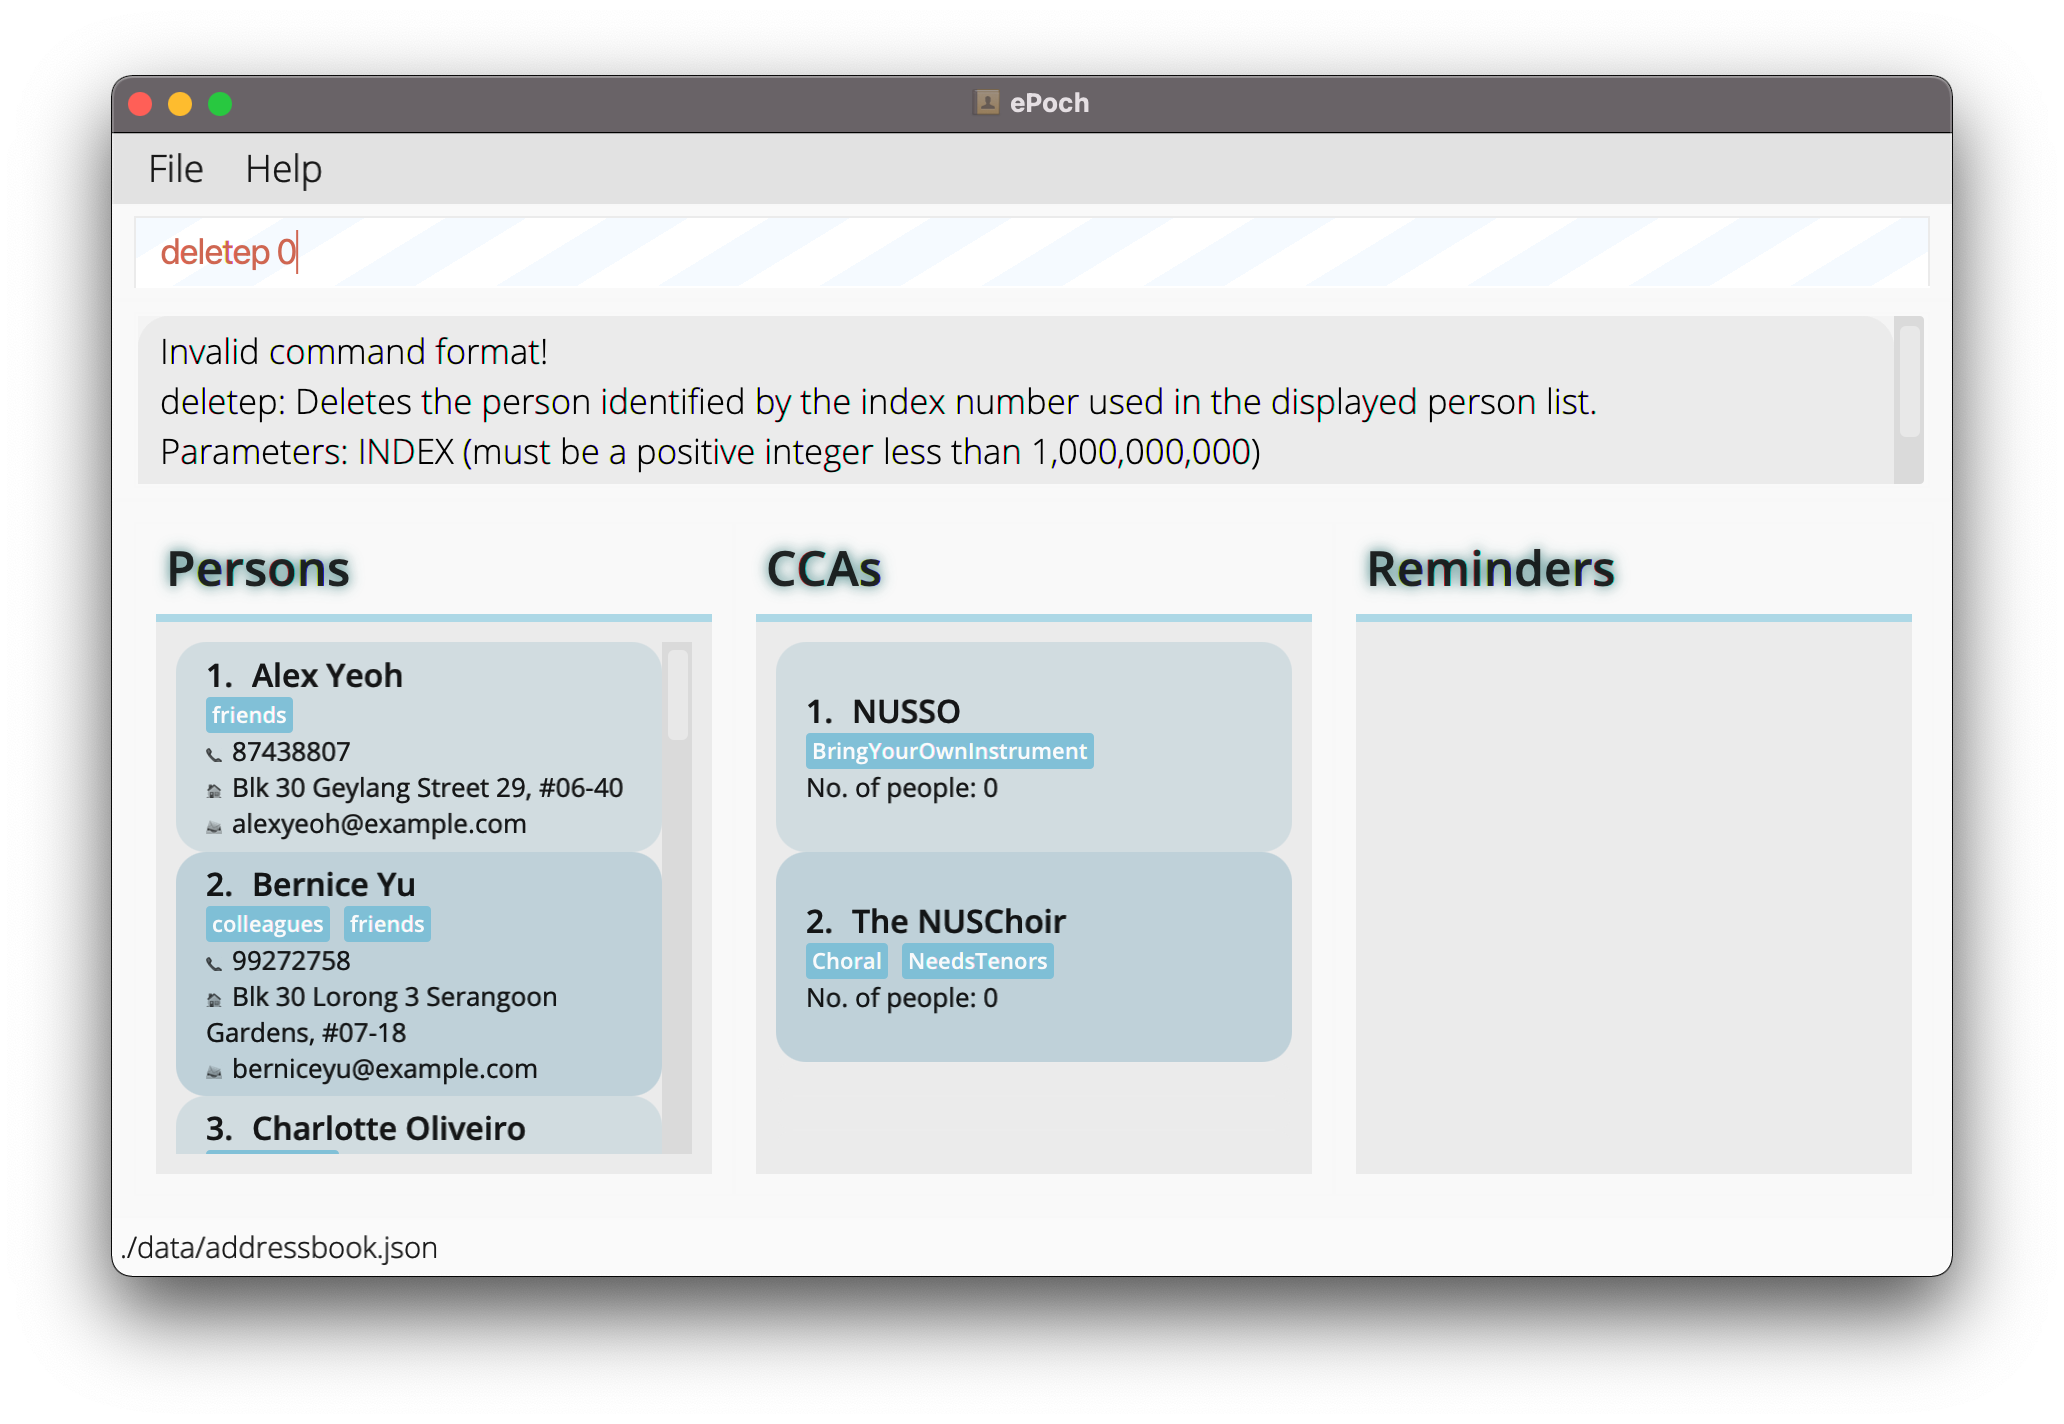 ePoch
File Help
deletep 0
Invalid command format!
deletep: Deletes the person identified by the index number used in the displayed person list.
Parameters: INDEX (must be a positive integer less than 1,000,000,000)
Persons
1. Alex Yeoh
friends
87438807
Blk 30 Geylang Street 29, #06-40
alexyeoh@example.com
2. Bernice Yu
colleagues friends
99272758
Blk 30 Lorong 3 Serangoon
Gardens, #07-18
berniceyu@example.com
3. Charlotte Oliveiro
CCAs
1. NUSSO
BringYourOwnInstrument
No. of people: 0
2. The NUSChoir
Choral NeedsTenors
No. of people: 0
Reminders
./data/addressbook.json